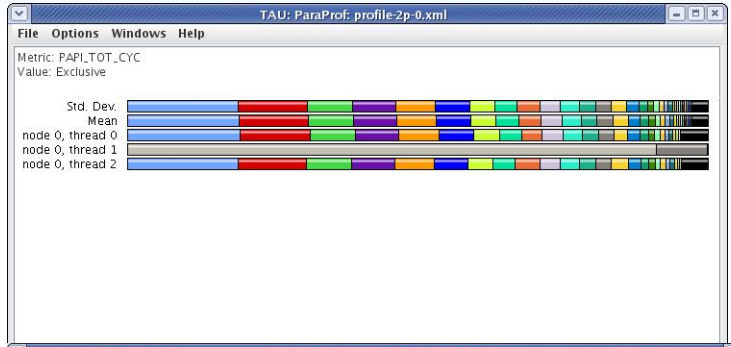 TAU: ParaProf: profile-2p-0.xml
File Options Windows Help
Metric: PAPI_TOT_CYC
Value: Exclusive
Std. Dev.
Mean
node 0, thread 0
node 0, thread 1
node 0, thread 2